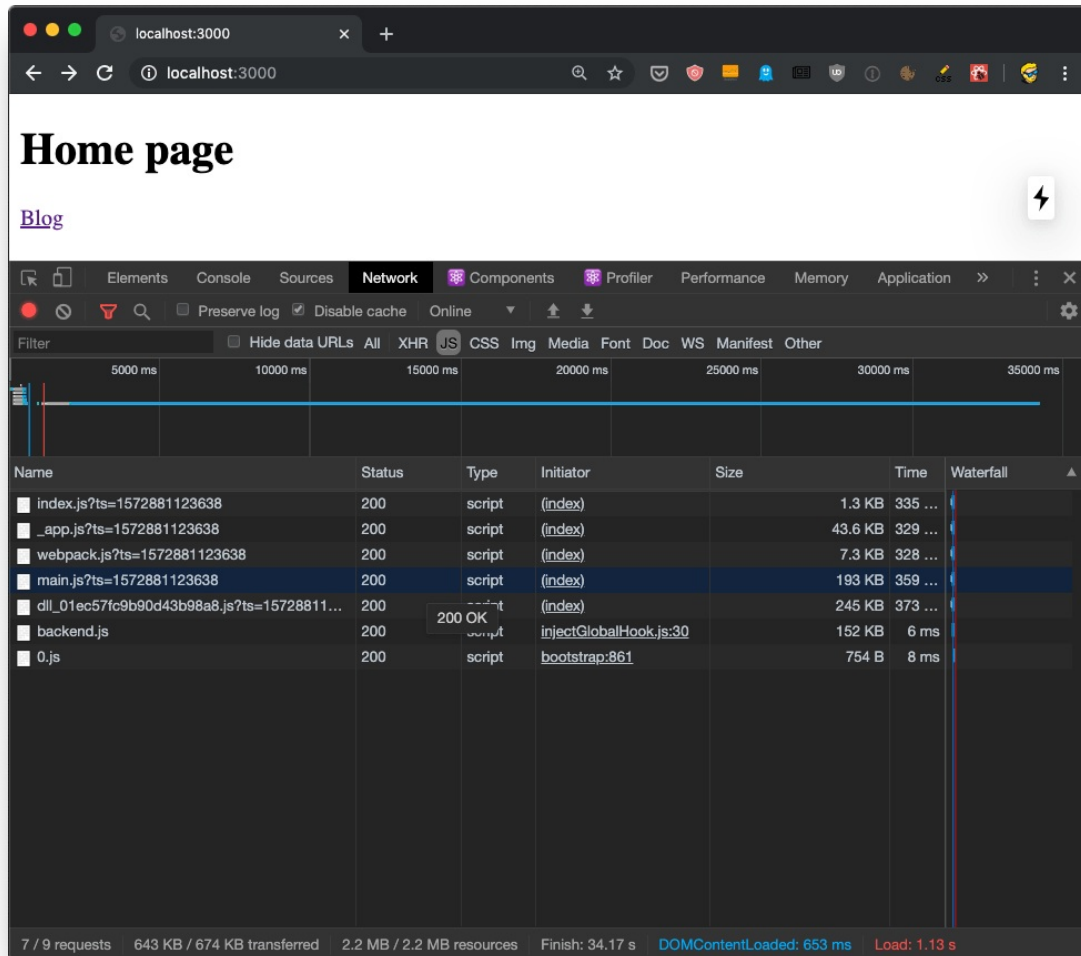 localhost:3000
localhost:3000
Home page
Blog
Elements Console Sources Network Components Profiler Performance Memory Application »
Preserve log Disable cache Online
Filter Hide data URLs All XHR JS CSS Img Media Font Doc WS Manifest Other
5000 ms 10000 ms 15000 ms 20000 ms 25000 ms 30000 ms 35000 ms
Name Status Type Initiator Size Time Waterfall
index.js?ts=1572881123638 200 script (index) 1.3 KB 335 ...
_app.js?ts=1572881123638 200 script (index) 43.6 KB 329 ...
webpack.js?ts=1572881123638 200 script (index) 7.3 KB 328 ...
main.js?ts=1572881123638 200 script (index) 193 KB 359 ...
dll_01ec57fc9b90d43b98a8.js?ts=15728811... 200 (index) 245 KB 373 ...
200 OK
backend.js 200 injectGlobalHook.js:30 152 KB 6 ms
0.js 200 script bootstrap:861 754 B 8 ms
7 / 9 requests 643 KB / 674 KB transferred 2.2 MB / 2.2 MB resources Finish: 34.17 s DOMContentLoaded: 653 ms Load: 1.13 s